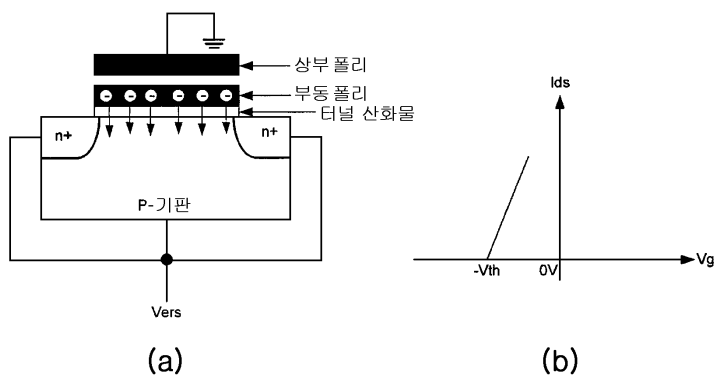 상부 폴리
부동 폴리
터널 산화물
n+
n+
P-기판
Vers
(a)
Ids
-Vth
0V
Vg
(b)